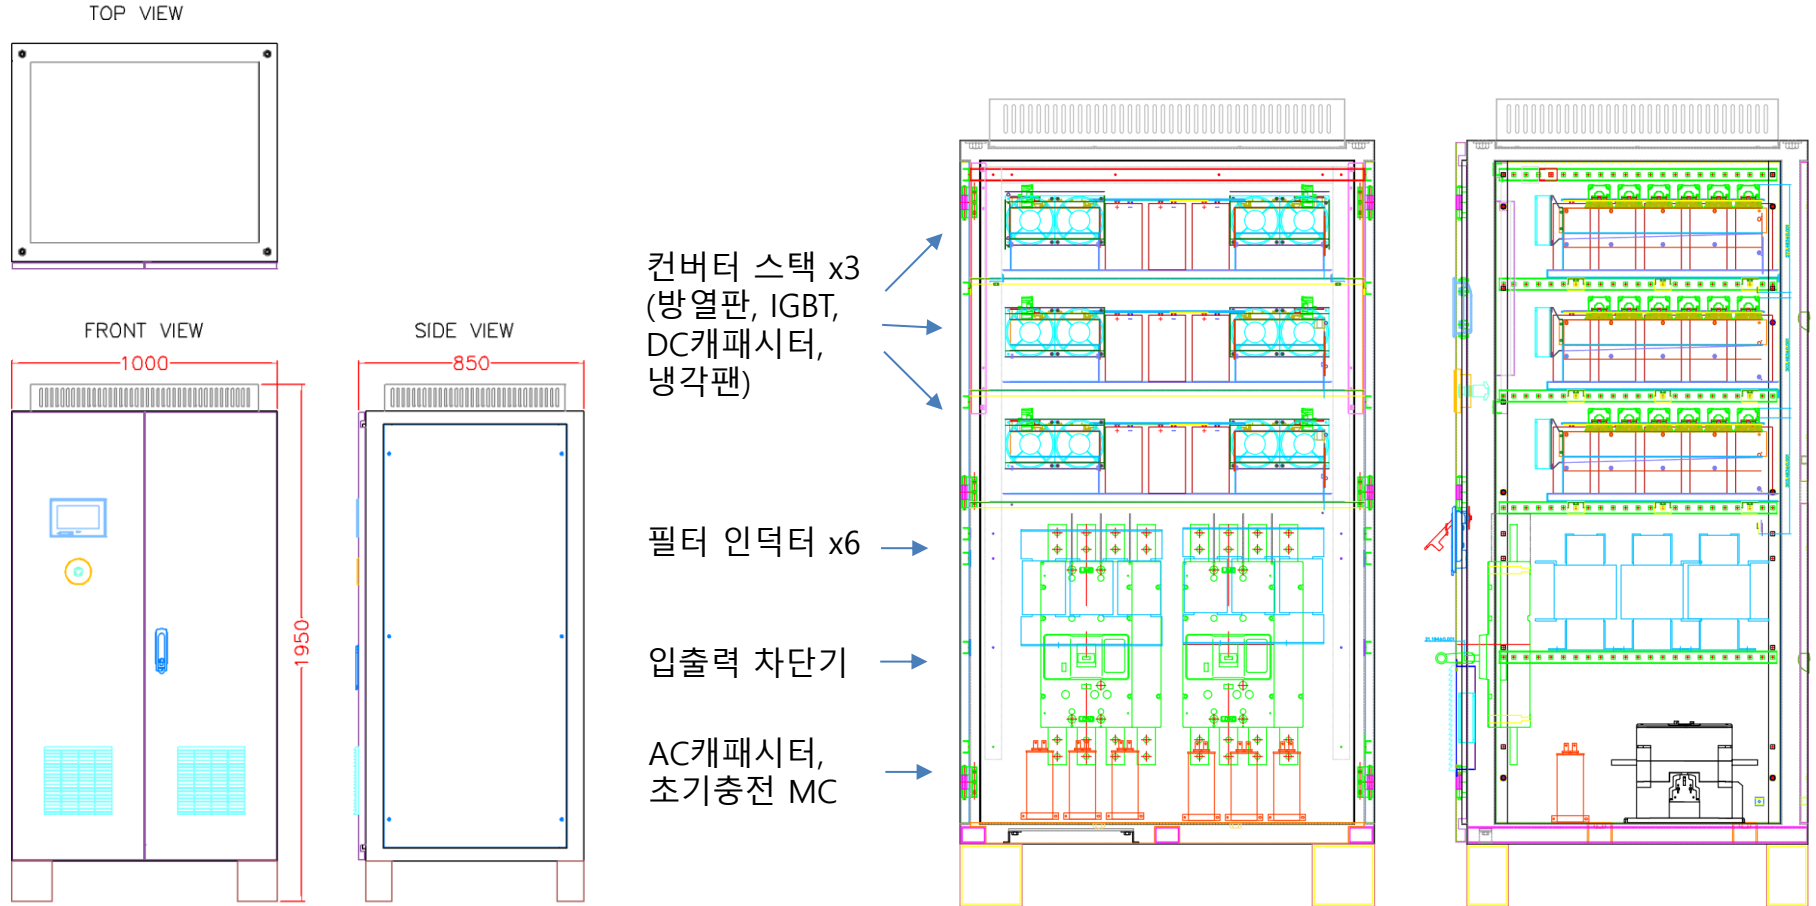 TOP VIEW
FRONT VIEW
SIDE VIEW
1000
850
1950
컨버터 스택 x3
(방열판, IGBT,
DC캐패시터,
냉각팬)
필터 인덕터 x6
입출력 차단기
AC캐패시터,
초기충전 MC